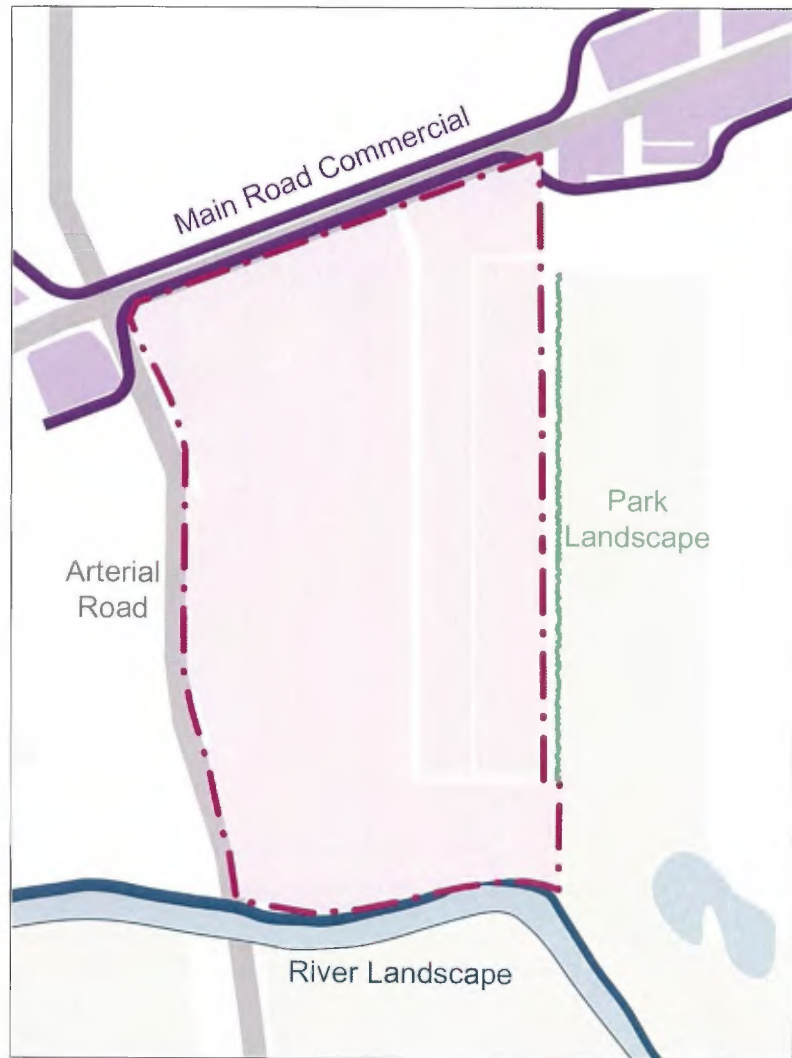 Main Road Commercial
Park
Landscape
Arterial
Road
River Landscape